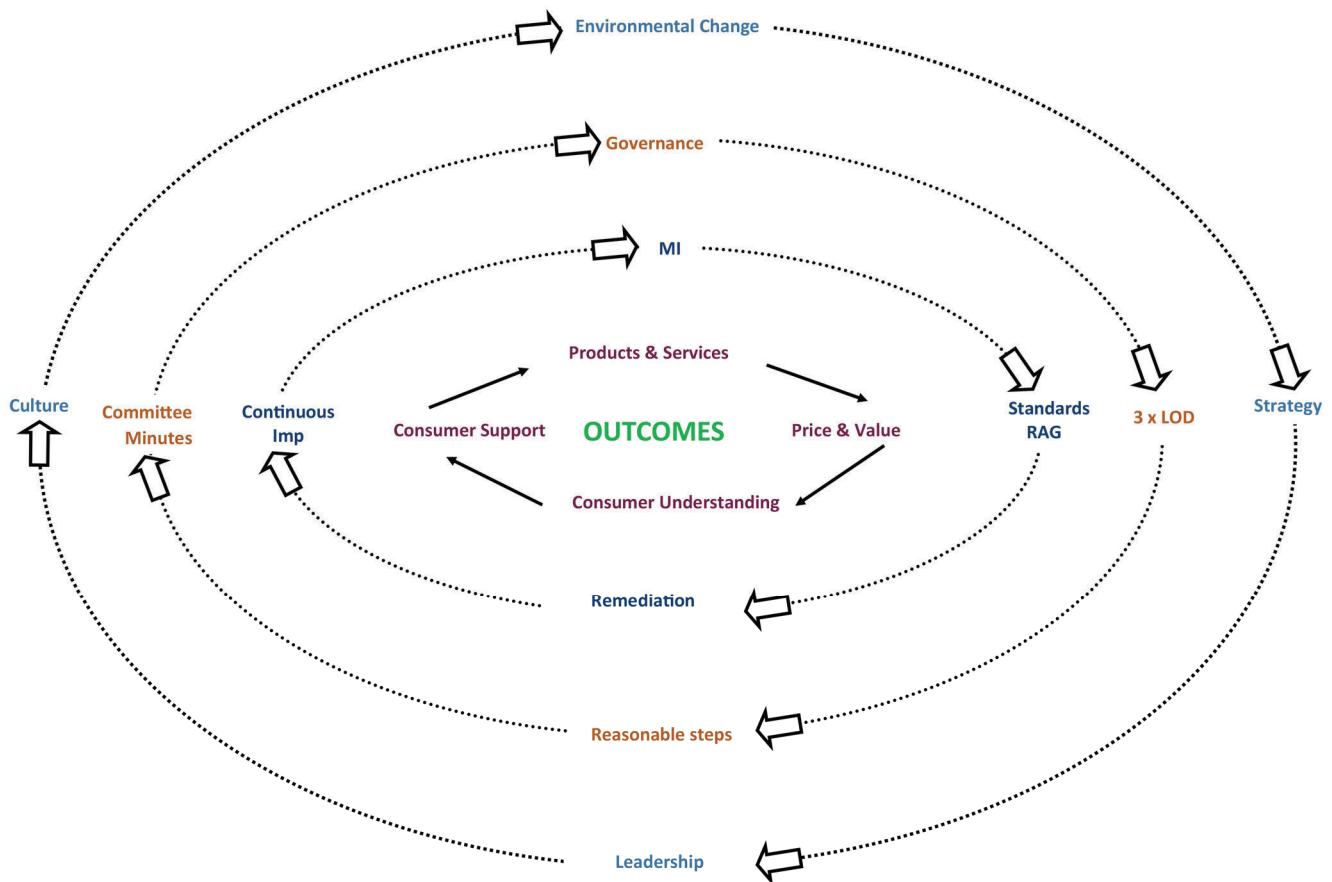 Environmental Change
Governance
MI
Products & Services
Culture
Committee
Minutes
Continuous
Imp
Consumer Support
OUTCOMES
Price & Value
Standards
RAG
3 x LOD
Strategy
Consumer Understanding
Remediation
Reasonable steps
Leadership